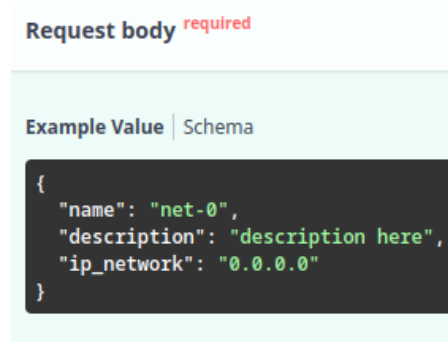 Request body required
Example Value | Schema
{
  "name": "net-0",
  "description": "description here",
  "ip_network": "0.0.0.0"
}